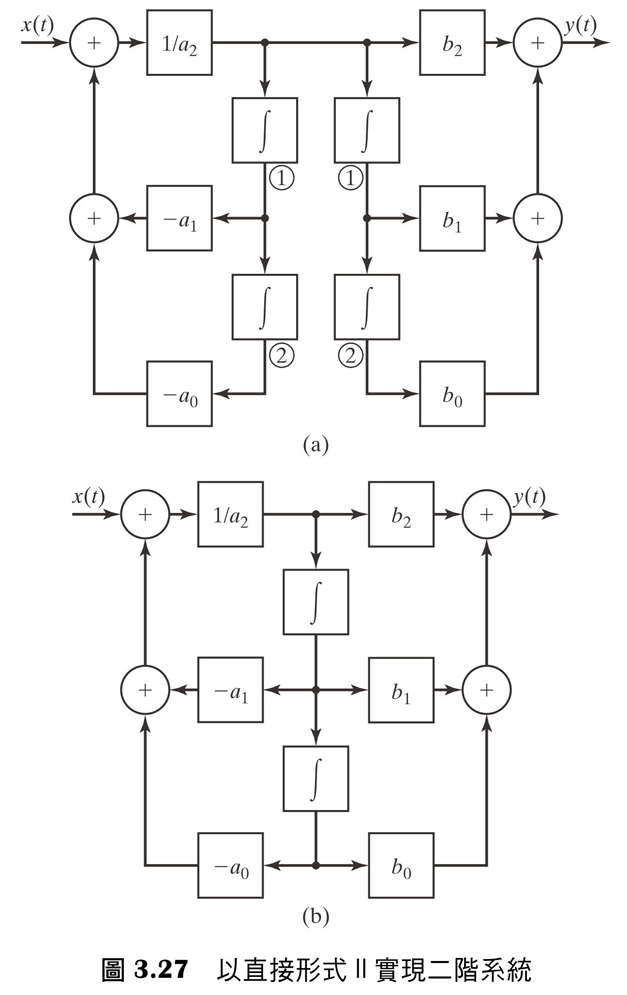 x(t) + 1/a₂ b₂ + y(t)
∫ ∫
① ①
+ −a₁ b₁ +
∫ ∫
② ②
−a₀ b₀
(a)
x(t) + 1/a₂ b₂ + y(t)
∫
+ −a₁ b₁ +
∫
−a₀ b₀
(b)
圖 3.27 以直接形式 II 實現二階系統